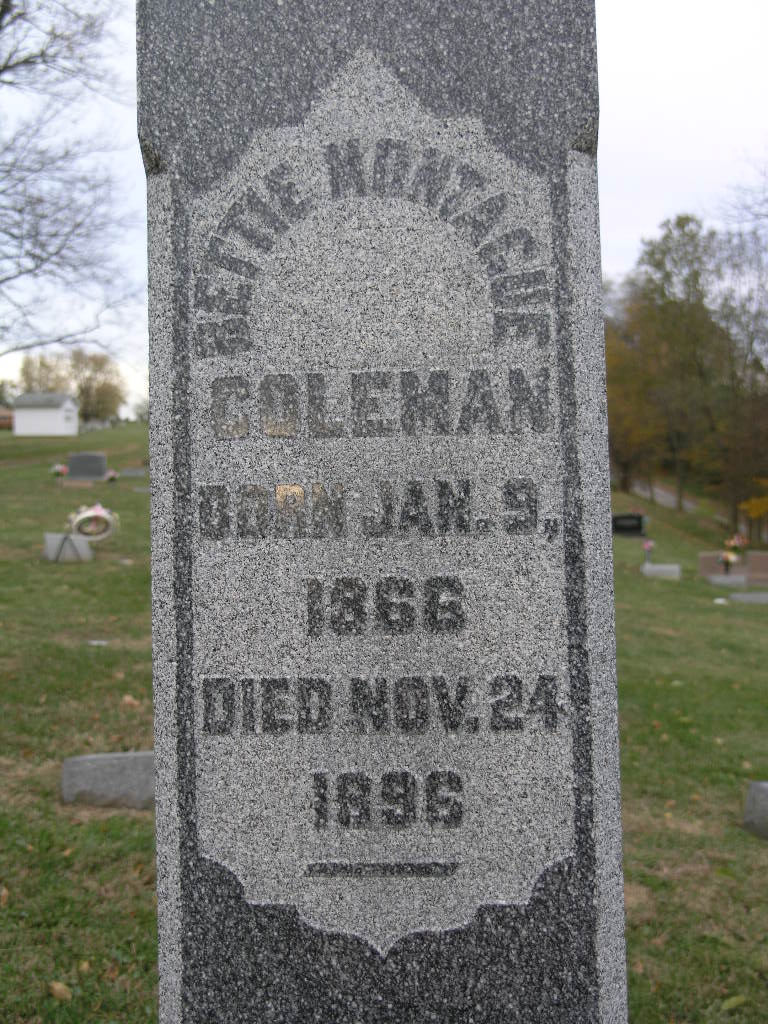 BETTIE MONTAGUE
COLEMAN
BORN JAN. 9,
1866
DIED NOV. 24
1896